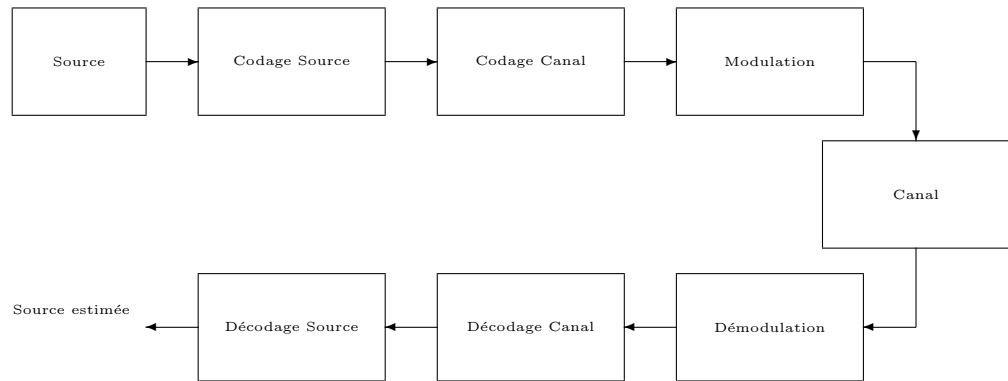 Source
Codage Source
Codage Canal
Modulation
Canal
Source estimée
Décodage Source
Décodage Canal
Démodulation